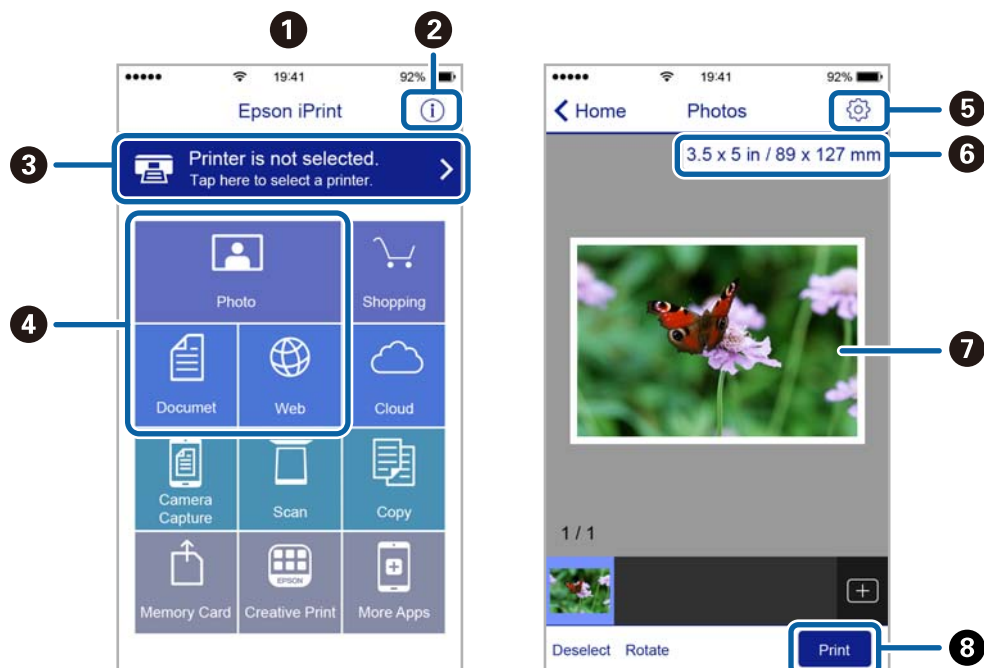 1
2
19:41
92%
Epson iPrint
3
Printer is not selected.
Tap here to select a printer.
4
Photo
Shopping
Documet
Web
Cloud
Camera
Capture
Scan
Copy
EPSON
Memory Card
Creative Print
More Apps
19:41
92%
Home
Photos
5
3.5 x 5 in / 89 x 127 mm
6
7
1 / 1
Deselect
Rotate
Print
8